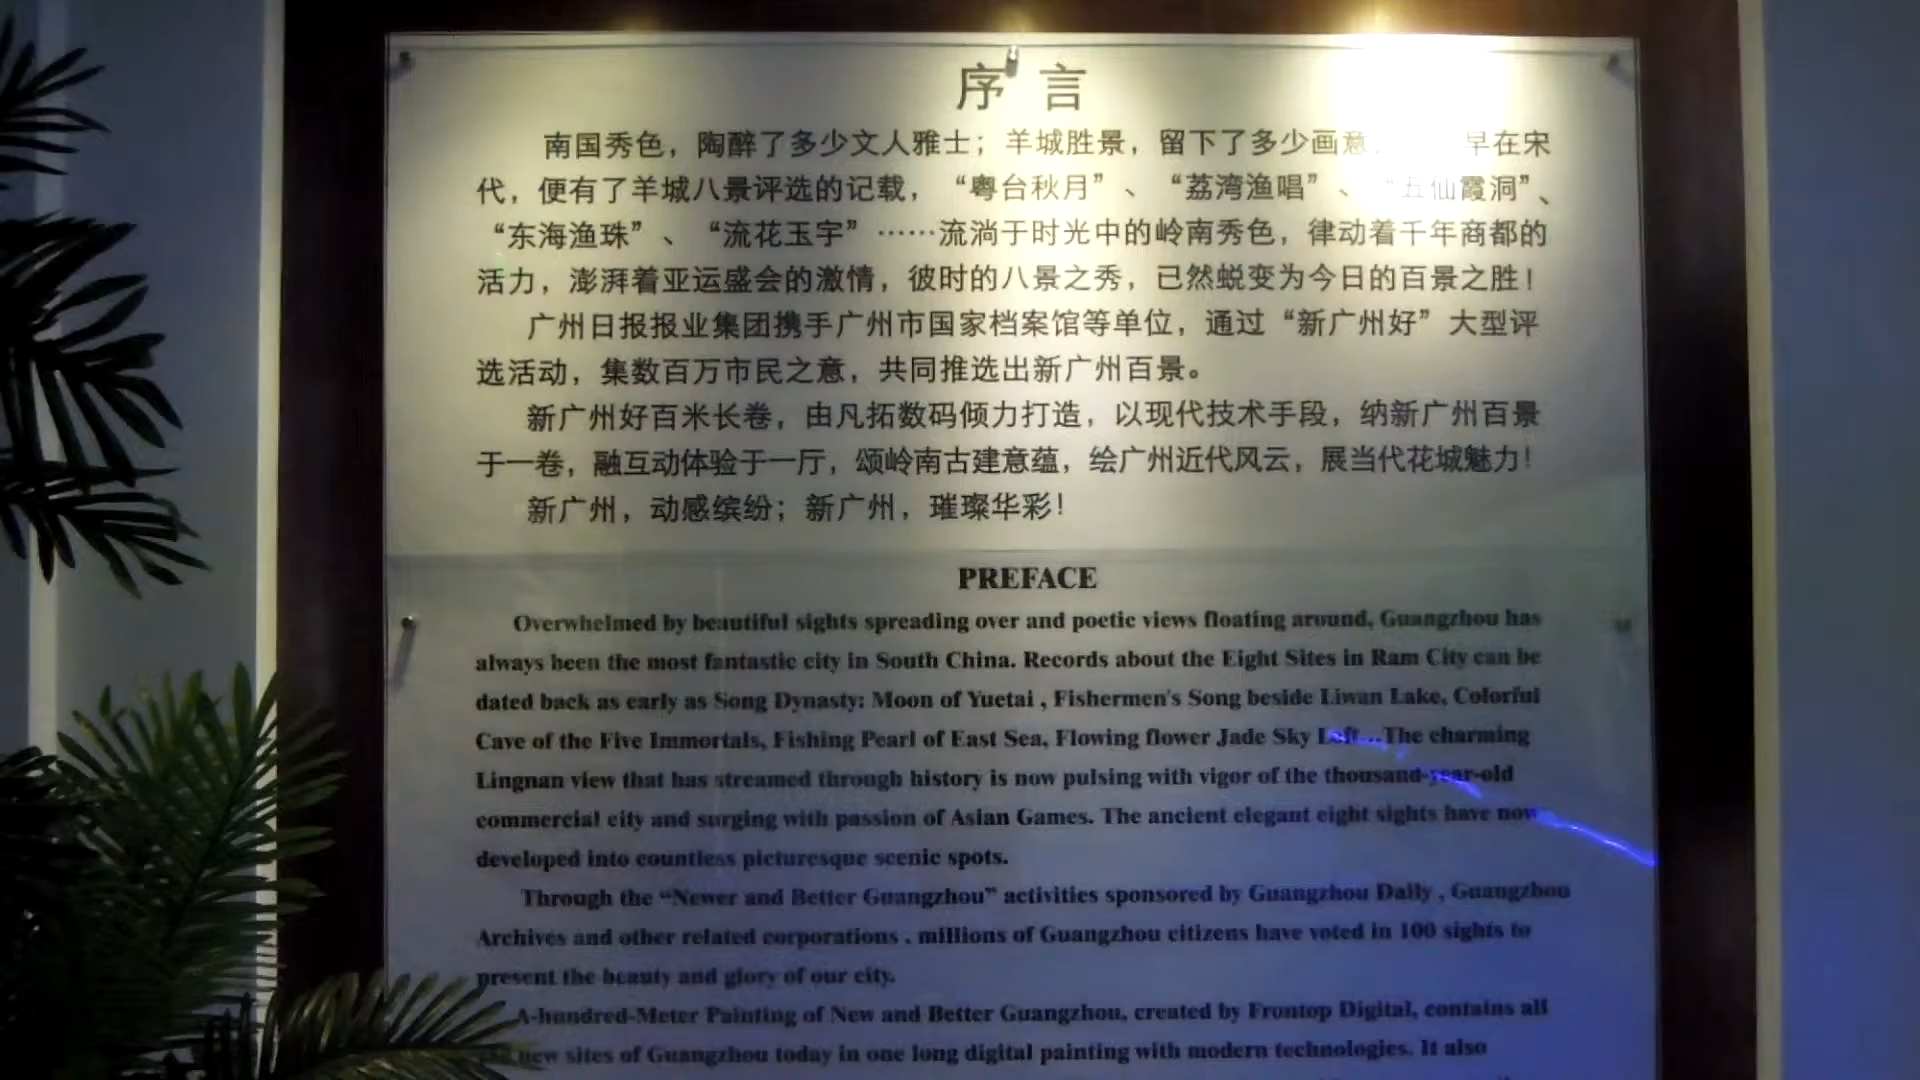 序 言
南国秀色，陶醉了多少文人雅士；羊城胜景，留下了多少画意 早在宋
代，便有了羊城八景评选的记载，“粤台秋月”、“荔湾渔唱”、“五仙霞洞”、
“东海渔珠”、“流花玉宇”……流淌于时光中的岭南秀色，律动着千年商都的
活力，澎湃着亚运盛会的激情，彼时的八景之秀，已然蜕变为今日的百景之胜！
广州日报报业集团携手广州市国家档案馆等单位，通过“新广州好”大型评
选活动，集数百万市民之意，共同推选出新广州百景。
新广州好百米长卷，由凡拓数码倾力打造，以现代技术手段，纳新广州百景
于一卷，融互动体验于一厅，颂岭南古建意蕴，绘广州近代风云，展当代花城魅力！
新广州，动感缤纷；新广州，璀璨华彩！
PREFACE
Overwhelmed by beautiful sights spreading over and poetic views floating around, Guangzhou has
always been the most fantastic city in South China. Records about the Eight Sites in Ram City can be
dated back as early as Song Dynasty: Moon of Yuetai , Fishermen's Song beside Liwan Lake, Colorful
Cave of the Five Immortals, Fishing Pearl of East Sea, Flowing flower Jade Sky Loft...The charming
Lingnan view that has streamed through history is now pulsing with vigor of the thousand-year-old
commercial city and surging with passion of Asian Games. The ancient elegant eight sights have now
developed into countless picturesque scenic spots.
Through the “Newer and Better Guangzhou” activities sponsored by Guangzhou Daily , Guangzhou
Archives and other related corporations , millions of Guangzhou citizens have voted in 100 sights to
present the beauty and glory of our city.
A-hundred-Meter Painting of New and Better Guangzhou, created by Frontop Digital, contains all
new sites of Guangzhou today in one long digital painting with modern technologies. It also